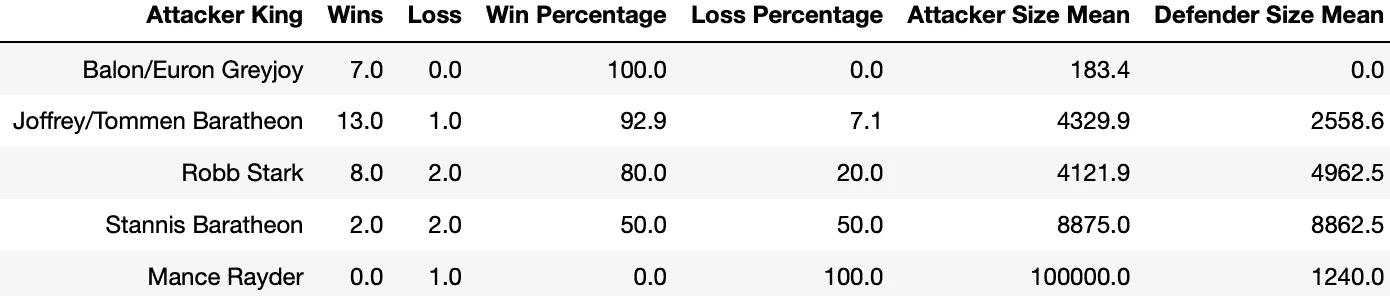 Attacker King Wins Loss Win Percentage Loss Percentage Attacker Size Mean Defender Size Mean
Balon/Euron Greyjoy 7.0 0.0 100.0 0.0 183.4 0.0
Joffrey/Tommen Baratheon 13.0 1.0 92.9 7.1 4329.9 2558.6
Robb Stark 8.0 2.0 80.0 20.0 4121.9 4962.5
Stannis Baratheon 2.0 2.0 50.0 50.0 8875.0 8862.5
Mance Rayder 0.0 1.0 0.0 100.0 100000.0 1240.0